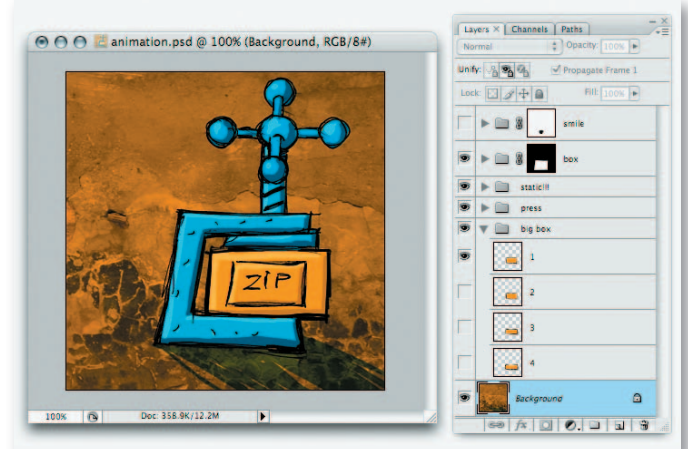 animation.psd @ 100% (Background, RGB/8#)
ZIP
100%
Doc: 358.9K/12.2M
Layers × Channels Paths
Normal Opacity: 100%
Unify: Propagate Frame 1
Lock: Fill: 100%
smile
box
static!!!
press
big box
1
2
3
4
Background
fx